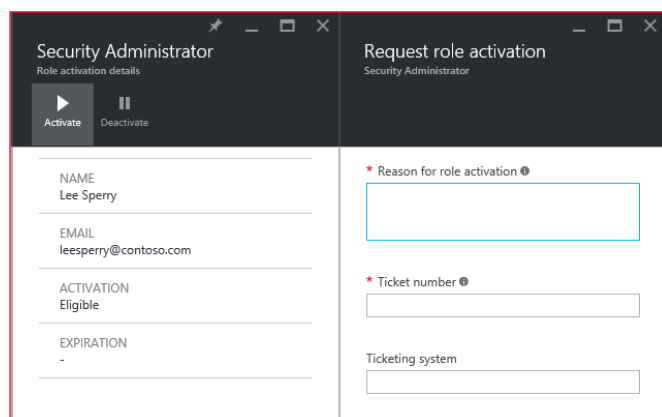 Security Administrator
Role activation details
Activate
Deactivate
NAME
Lee Sperry
EMAIL
leesperry@contoso.com
ACTIVATION
Eligible
EXPIRATION
-
Request role activation
Security Administrator
* Reason for role activation
* Ticket number
Ticketing system